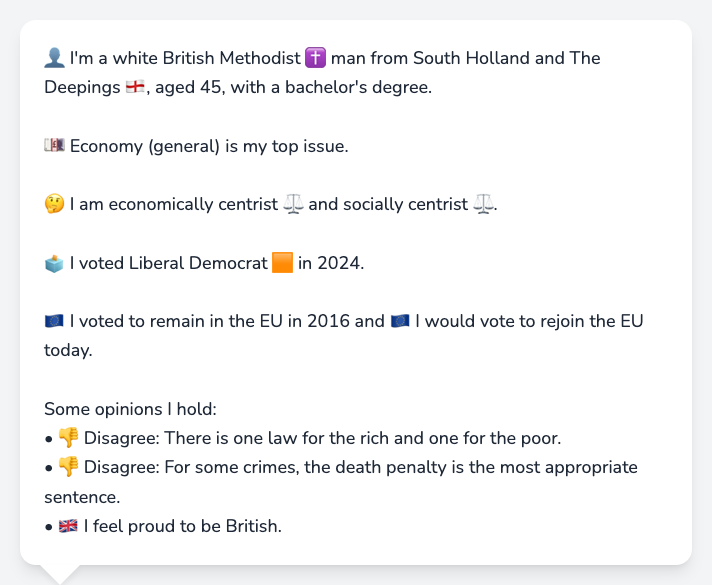 👤 I'm a white British Methodist ✝️ man from South Holland and The
Deepings 🏴󠁧󠁢󠁥󠁮󠁧󠁿, aged 45, with a bachelor's degree.
💷 Economy (general) is my top issue.
🤔 I am economically centrist ⚖️ and socially centrist ⚖️.
🗳️ I voted Liberal Democrat 🟧 in 2024.
🇪🇺 I voted to remain in the EU in 2016 and 🇪🇺 I would vote to rejoin the EU
today.
Some opinions I hold:
• 👎 Disagree: There is one law for the rich and one for the poor.
• 👎 Disagree: For some crimes, the death penalty is the most appropriate
sentence.
• 🇬🇧 I feel proud to be British.